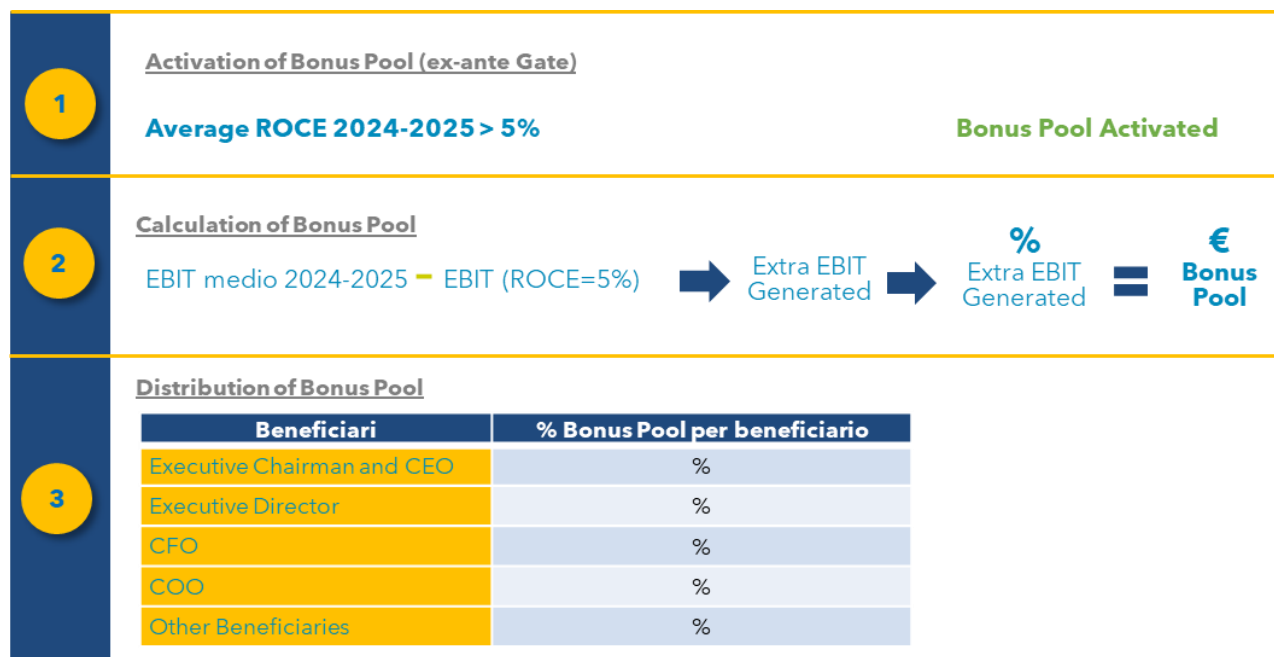 1
Activation of Bonus Pool (ex-ante Gate)
Average ROCE 2024-2025 > 5%
Bonus Pool Activated
2
Calculation of Bonus Pool
EBIT medio 2024-2025 – EBIT (ROCE=5%)
Extra EBIT
Generated
%
Extra EBIT
Generated
=
€
Bonus
Pool
3
Distribution of Bonus Pool
Beneficiari % Bonus Pool per beneficiario
Executive Chairman and CEO %
Executive Director %
CFO %
COO %
Other Beneficiaries %